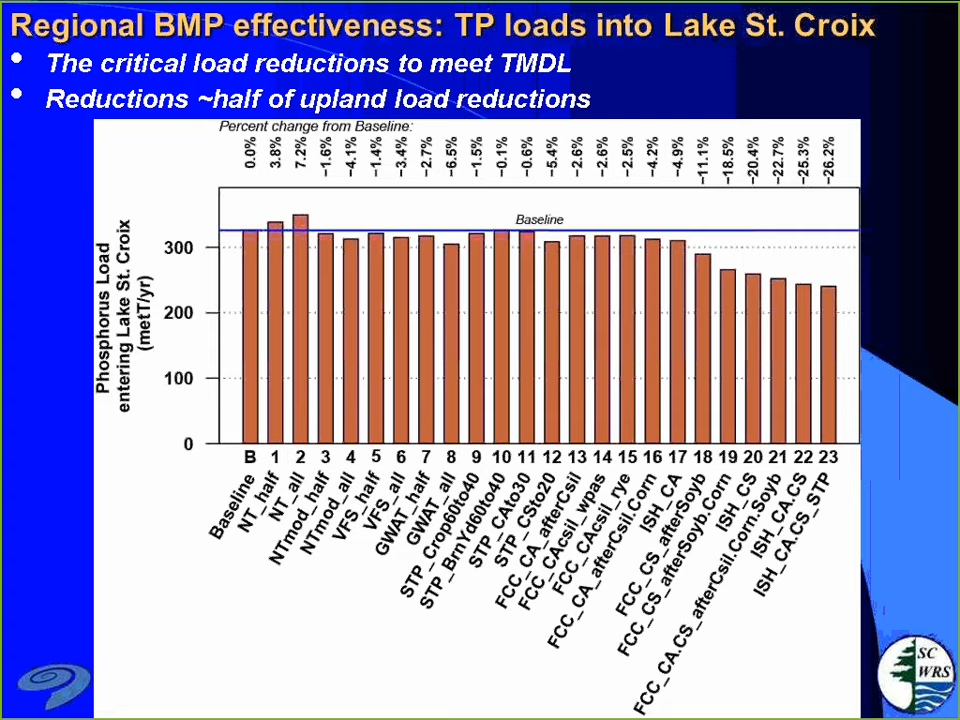 Regional BMP effectiveness: TP loads into Lake St. Croix
• The critical load reductions to meet TMDL
• Reductions ~half of upland load reductions
Percent change from Baseline:
0.0% 3.8% 7.2% −1.6% −4.1% −1.4% −3.4% −2.7% −6.5% −1.5% −0.1% −0.6% −5.4% −2.6% −2.6% −2.5% −4.2% −4.9% −11.1% −18.5% −20.4% −22.7% −25.3% −26.2%
Baseline
Phosphorus Load
entering Lake St. Croix
(metT/yr)
300
200
100
0
B 1 2 3 4 5 6 7 8 9 10 11 12 13 14 15 16 17 18 19 20 21 22 23
Baseline
NT_half
NT_all
NTmod_half
NTmod_all
VFS_half
VFS_all
GWAT_half
GWAT_all
STP_Crop60to40
STP_BrnYd60to40
STP_CAto30
STP_CSto20
FCC_CA_afterCsil
FCC_CAcsil_wpas
FCC_CAcsil_rye
FCC_CA_afterCsil.Corn
ISH_CA
FCC_CS_afterSoyb
FCC_CS_afterSoyb.Corn
ISH_CS
FCC_CA.CS_afterCsil.Corn.Soyb
ISH_CA.CS
ISH_CA.CS_STP
SC
WRS